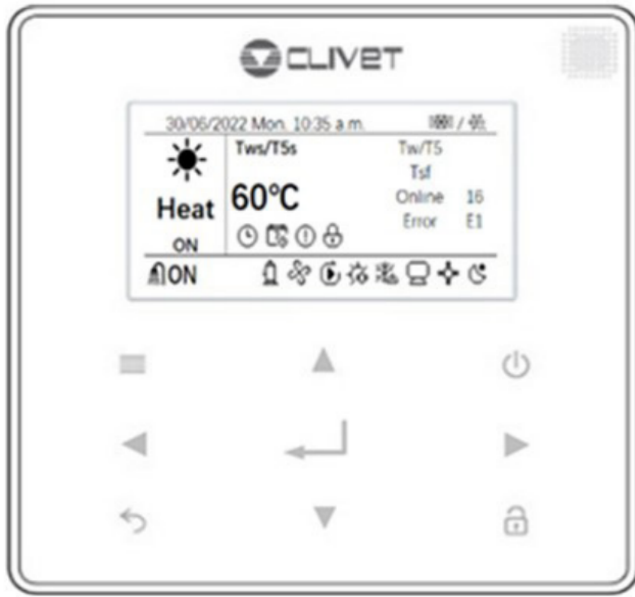 CLIVET
30/06/2022 Mon. 10:35 a.m. /
Tws/T5s Tw/T5
Tsf
Heat 60°C Online 16
Error E1
ON
ON